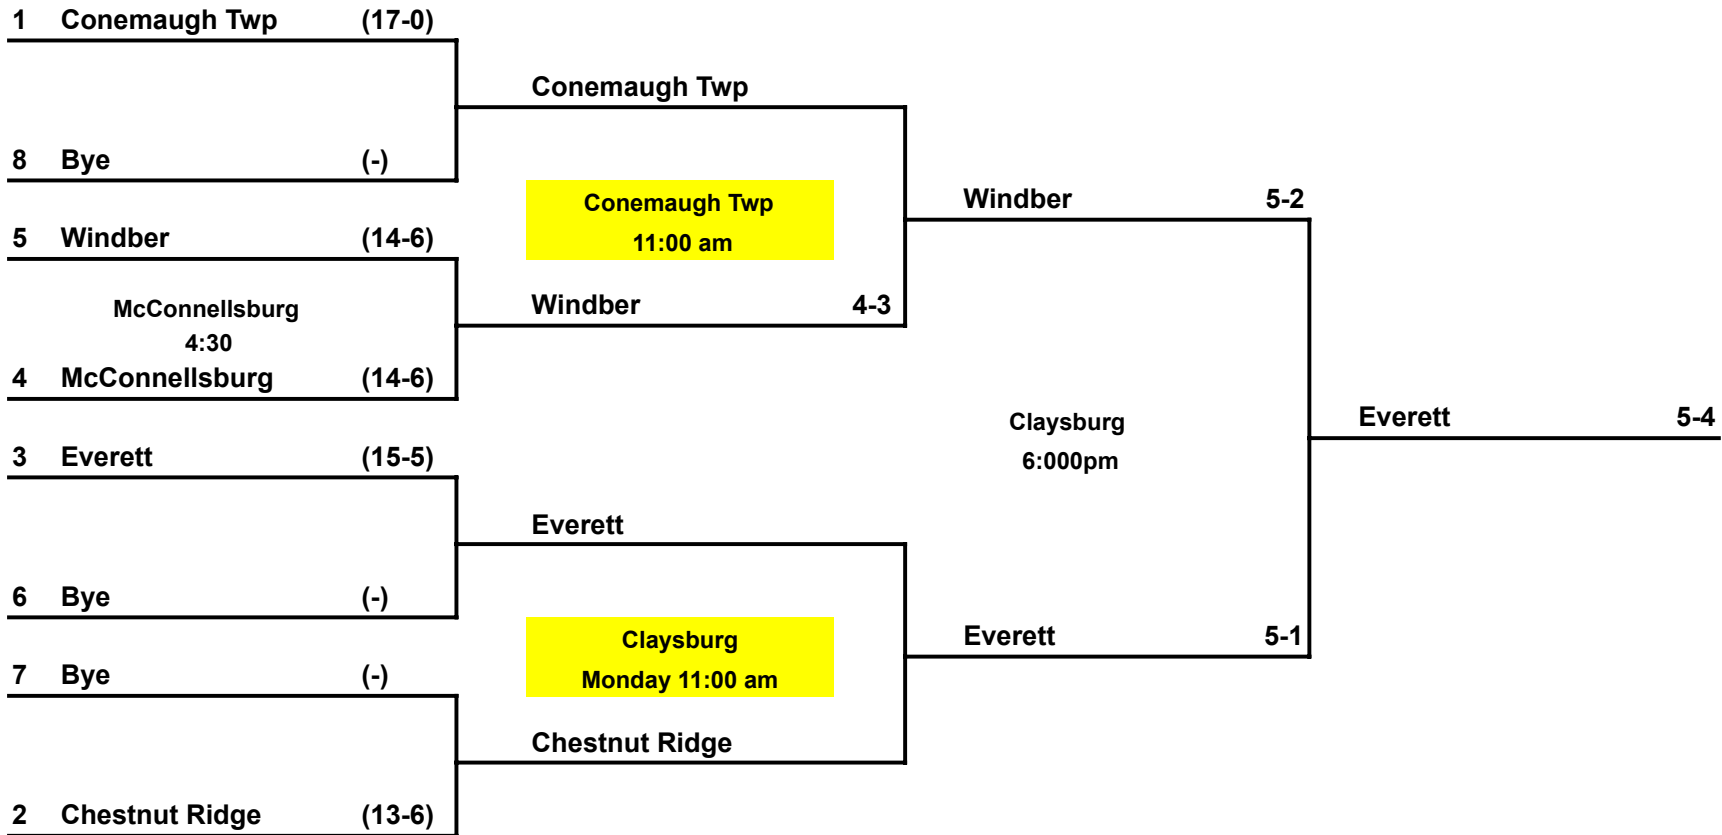 1 Conemaugh Twp (17-0)
Conemaugh Twp
8 Bye (-)
Conemaugh Twp
11:00 am
Windber 5-2
5 Windber (14-6)
McConnellsburg
4:30
Windber 4-3
4 McConnellsburg (14-6)
Claysburg
6:000pm
Everett 5-4
3 Everett (15-5)
Everett
6 Bye (-)
Claysburg
Monday 11:00 am
Everett 5-1
7 Bye (-)
Chestnut Ridge
2 Chestnut Ridge (13-6)